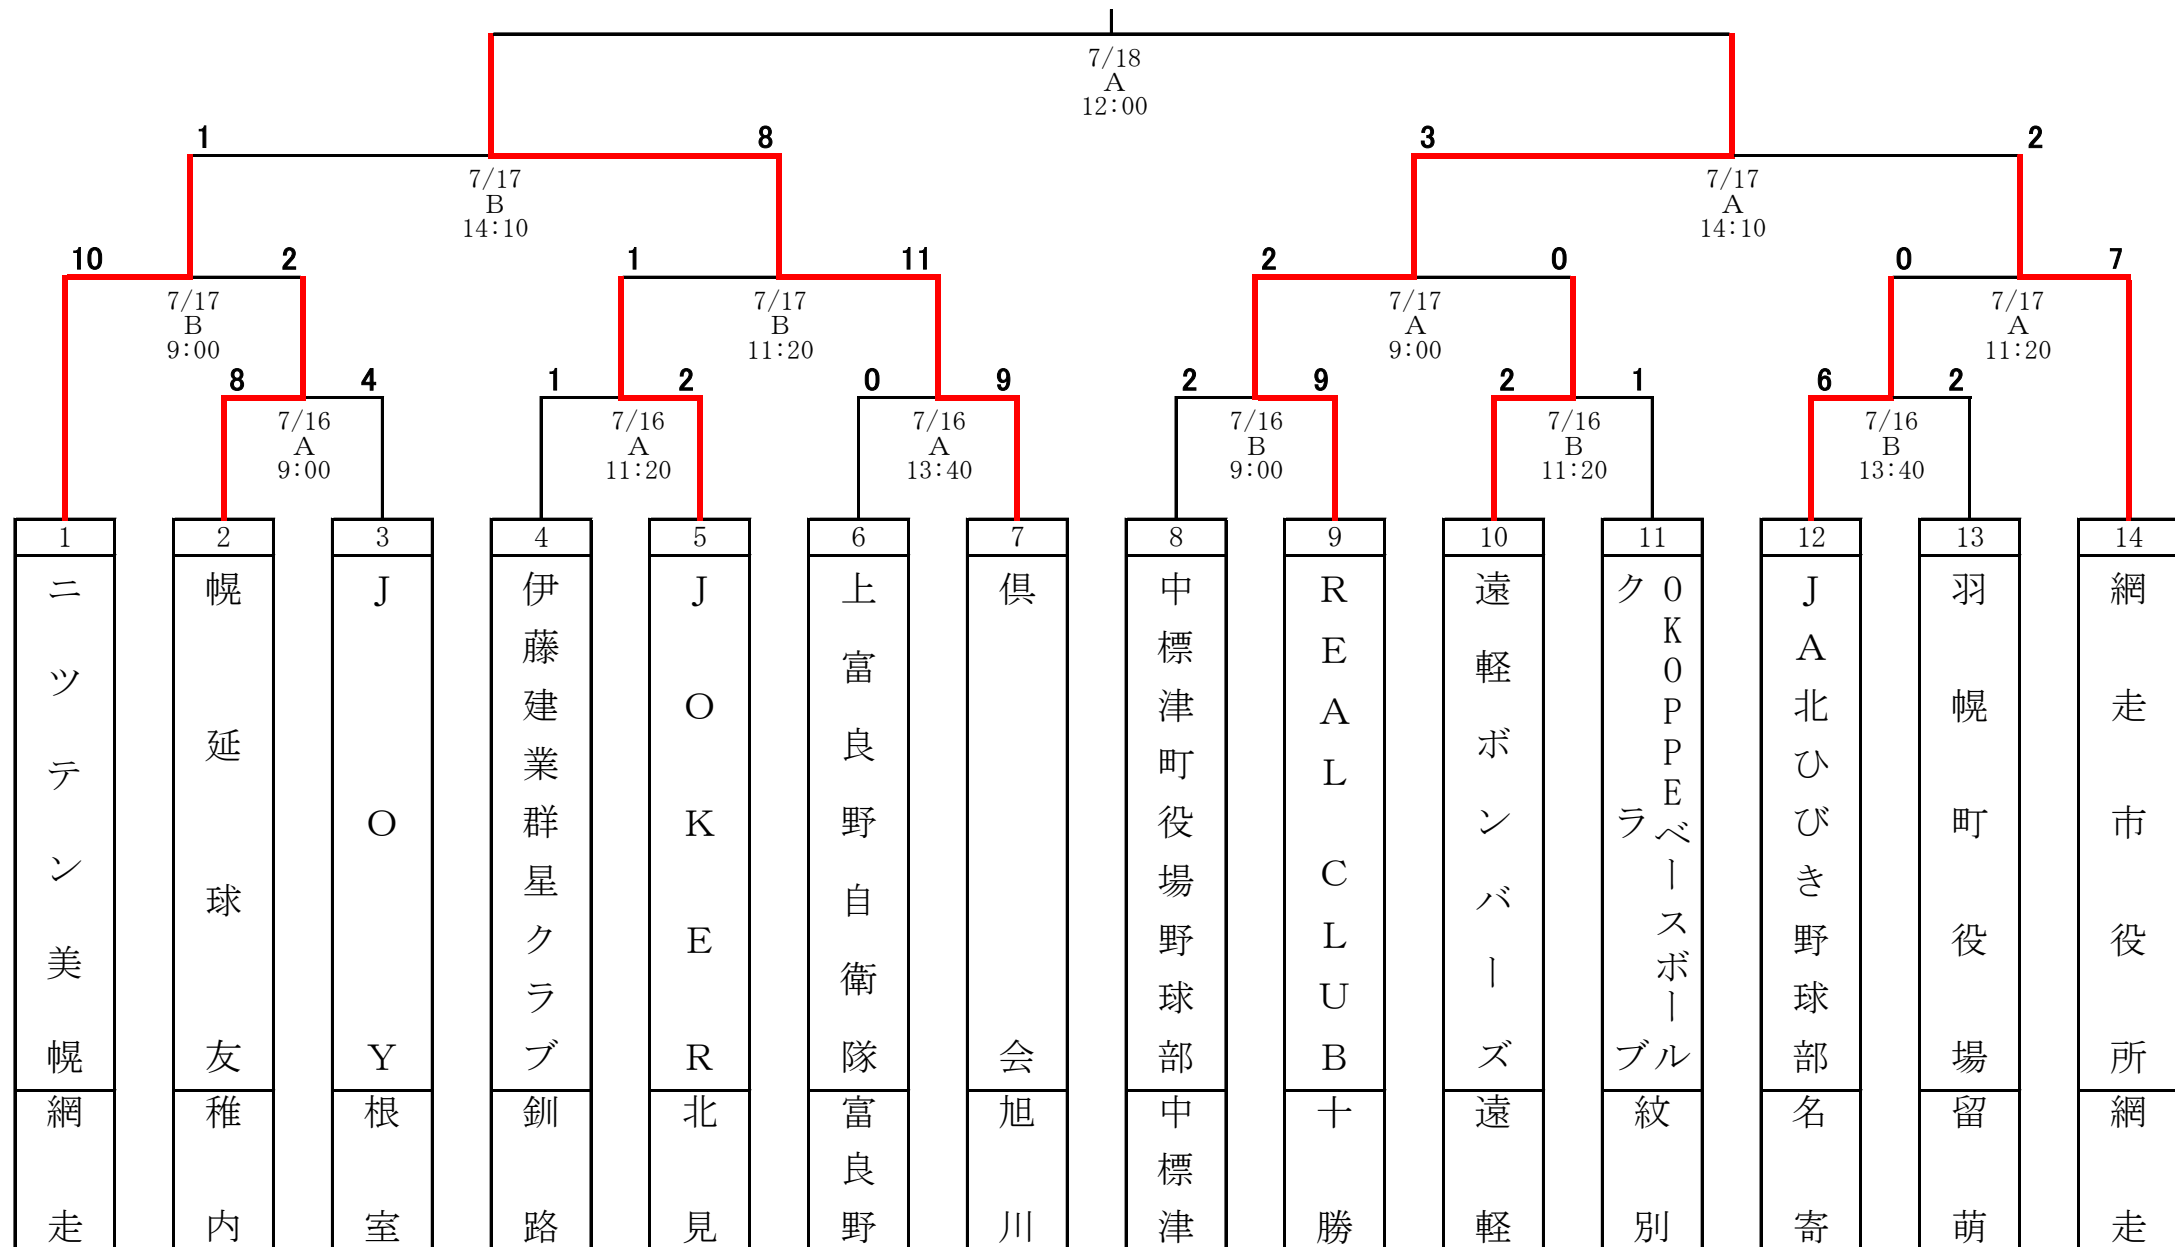 7/18
A
12:00
1
8
3
2
7/17
B
14:10
7/17
A
14:10
10
2
1
11
2
0
0
7
7/17
B
9:00
7/17
B
11:20
7/17
A
9:00
7/17
A
11:20
8
4
1
2
0
9
2
9
2
1
6
2
7/16
A
9:00
7/16
A
11:20
7/16
A
13:40
7/16
B
9:00
7/16
B
11:20
7/16
B
13:40
1
ニツテン美幌
網走
2
幌延球友
稚内
3
JOY
根室
4
伊藤建業群星クラブ
釧路
5
JOKER
北見
6
上富良野自衛隊
富良野
7
倶会
旭川
8
中標津町役場野球部
中標津
9
REAL CLUB
十勝
10
遠軽ボンバーズ
遠軽
11
OKOPPEベースボール
クラブ
紋別
12
JA北ひびき野球部
名寄
13
羽幌町役場
留萌
14
網走市役所
網走